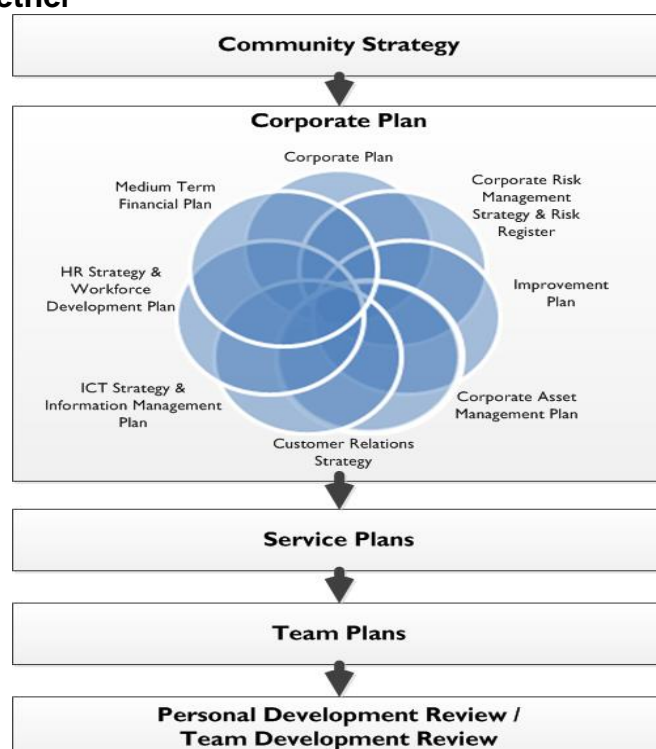 Community Strategy
Corporate Plan
Corporate Plan
Medium Term
Financial Plan
Corporate Risk
Management
Strategy & Risk
Register
HR Strategy &
Workforce
Development Plan
Improvement
Plan
ICT Strategy &
Information Management
Plan
Corporate Asset
Management Plan
Customer Relations
Strategy
Service Plans
Team Plans
Personal Development Review /
Team Development Review